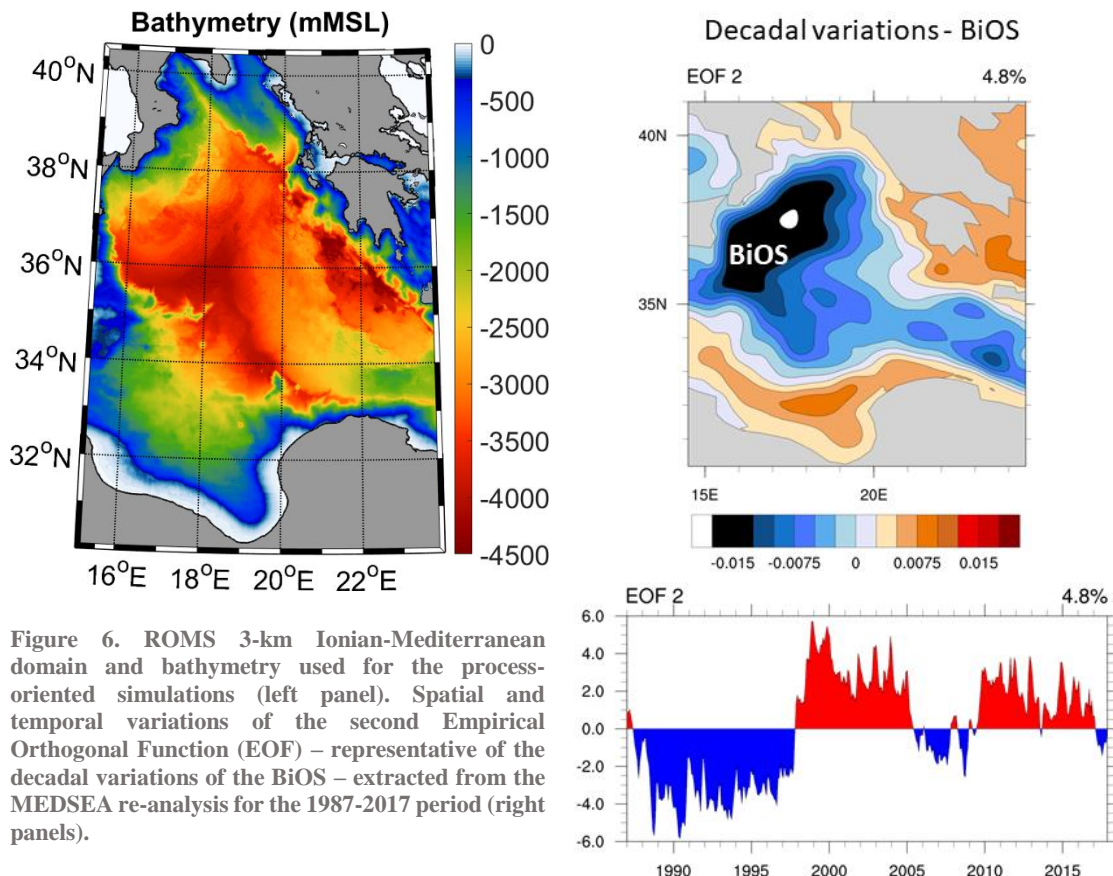 Bathymetry (mMSL)
40°N
38°N
36°N
34°N
32°N
16°E 18°E 20°E 22°E
0
-500
-1000
-1500
-2000
-2500
-3000
-3500
-4000
-4500
Figure 6. ROMS 3-km Ionian-Mediterranean
domain and bathymetry used for the process-
oriented simulations (left panel). Spatial and
temporal variations of the second Empirical
Orthogonal Function (EOF) – representative of the
decadal variations of the BiOS – extracted from the
MEDSEA re-analysis for the 1987-2017 period (right
panels).
Decadal variations - BiOS
EOF 2 4.8%
40N
BiOS
35N
15E 20E
-0.015 -0.0075 0 0.0075 0.015
EOF 2 4.8%
6.0
4.0
2.0
0.0
-2.0
-4.0
-6.0
1990 1995 2000 2005 2010 2015